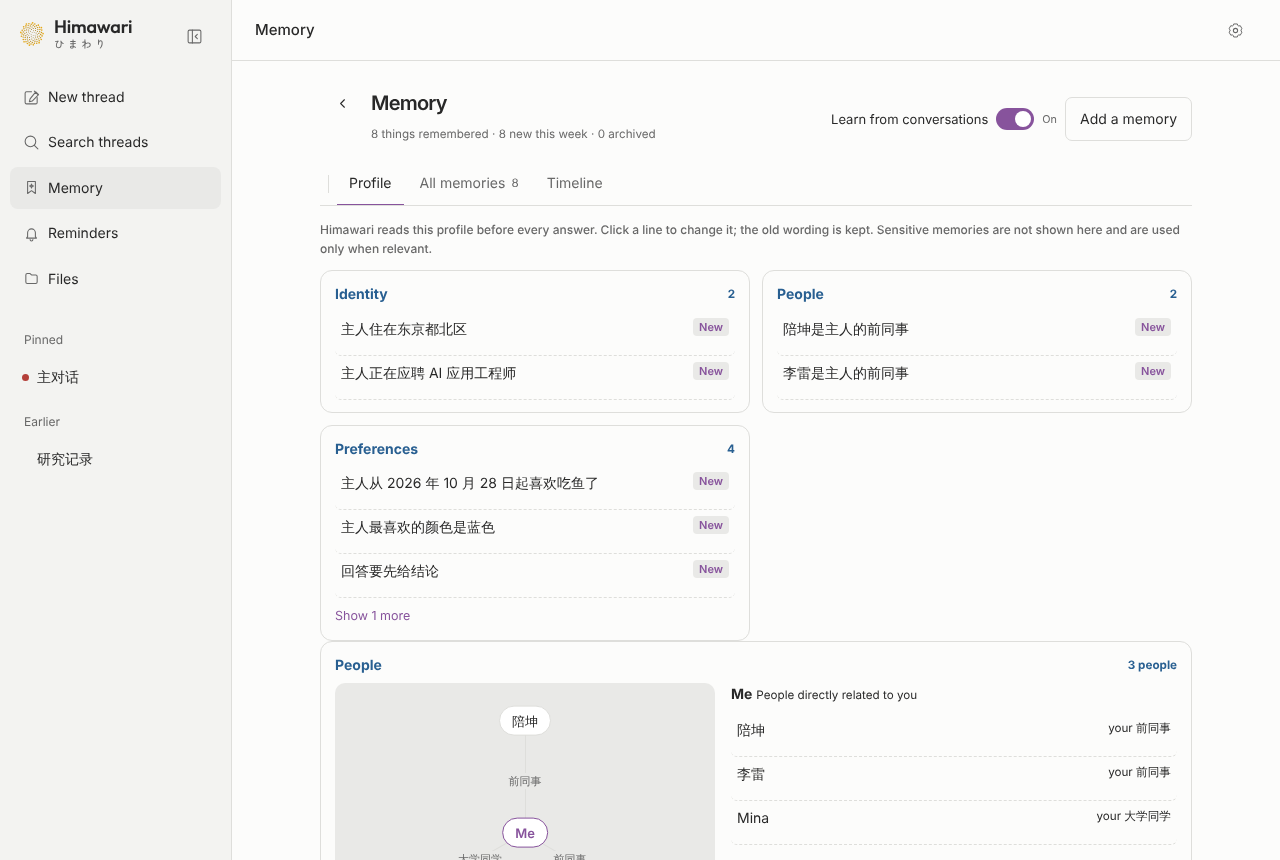 Himawari
ひまわり
New thread
Search threads
Memory
Reminders
Files
Pinned
主对话
Earlier
研究记录
Memory
Memory
8 things remembered · 8 new this week · 0 archived
Learn from conversations
On
Add a memory
Profile
All memories 8
Timeline
Himawari reads this profile before every answer. Click a line to change it; the old wording is kept. Sensitive memories are not shown here and are used
only when relevant.
Identity 2
主人住在东京都北区 New
主人正在应聘 AI 应用工程师 New
People 2
陪坤是主人的前同事 New
李雷是主人的前同事 New
Preferences 4
主人从 2026 年 10 月 28 日起喜欢吃鱼了 New
主人最喜欢的颜色是蓝色 New
回答要先给结论 New
Show 1 more
People 3 people
陪坤
前同事
Me
大学同学 前同事
Me People directly related to you
陪坤 your 前同事
李雷 your 前同事
Mina your 大学同学